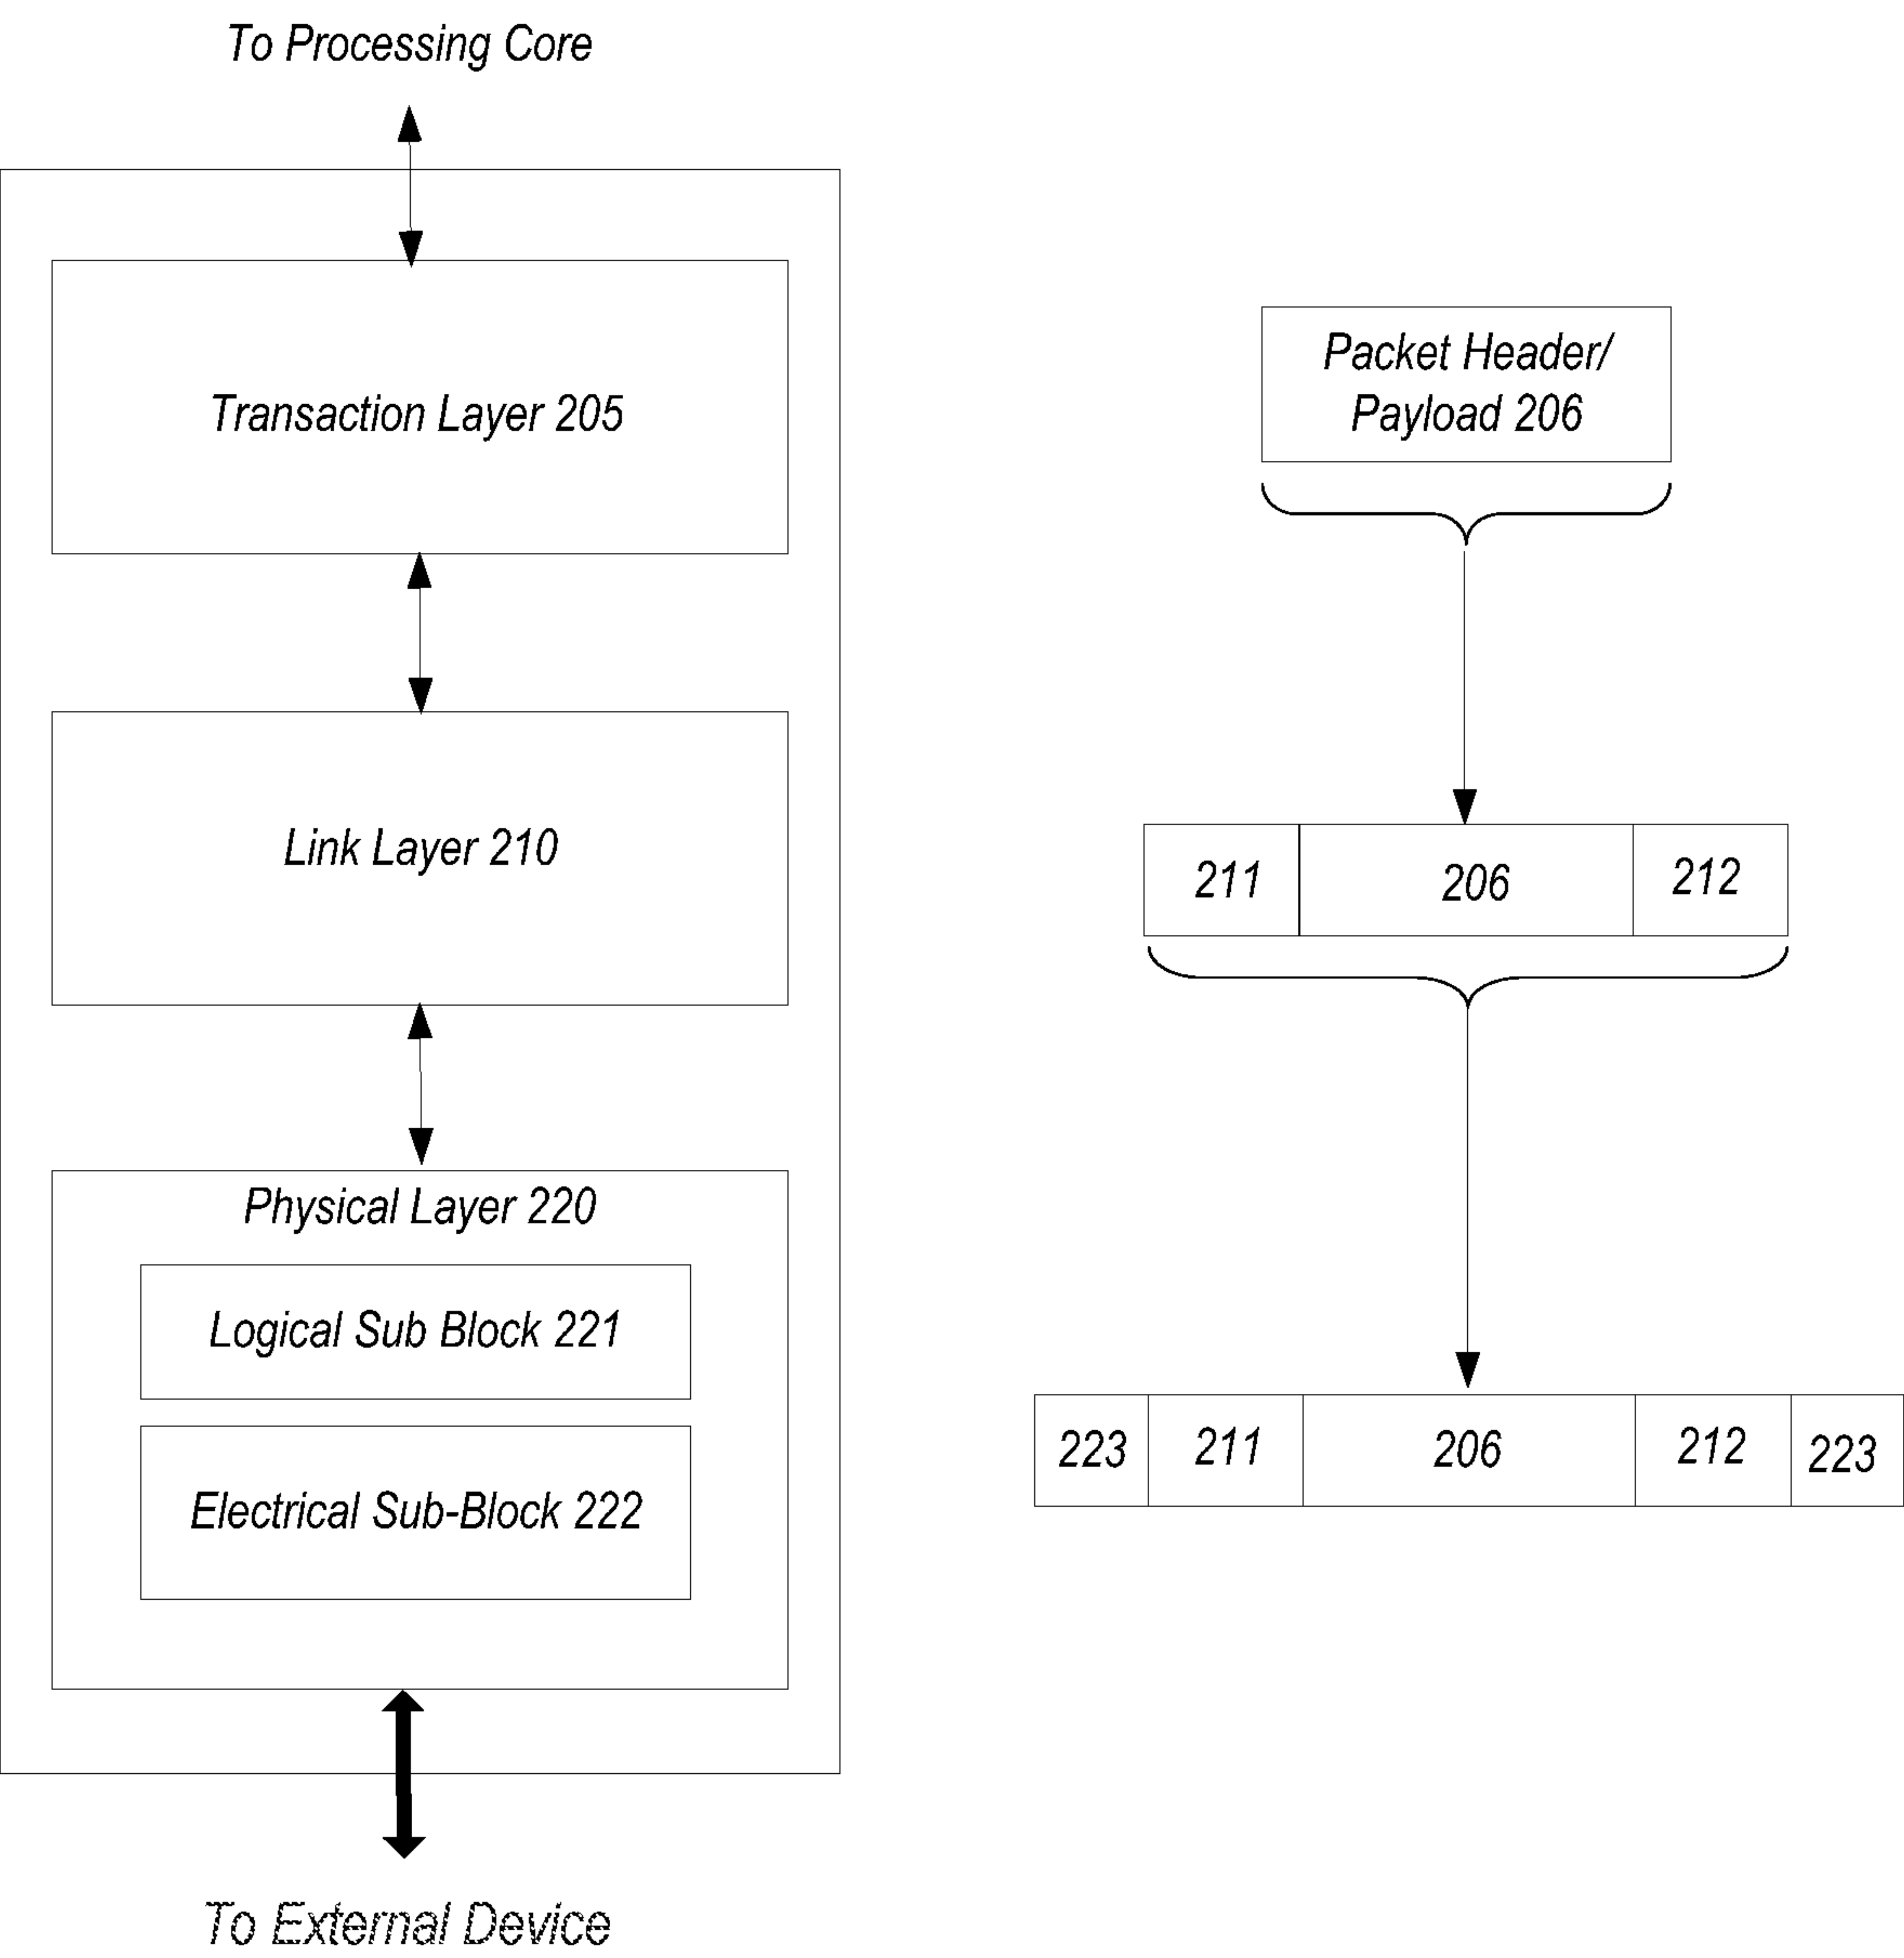 To Processing Core
Transaction Layer 205
Packet Header/
Payload 206
Link Layer 210
211 206 212
Physical Layer 220
Logical Sub Block 221
Electrical Sub-Block 222
223 211 206 212 223
To External Device